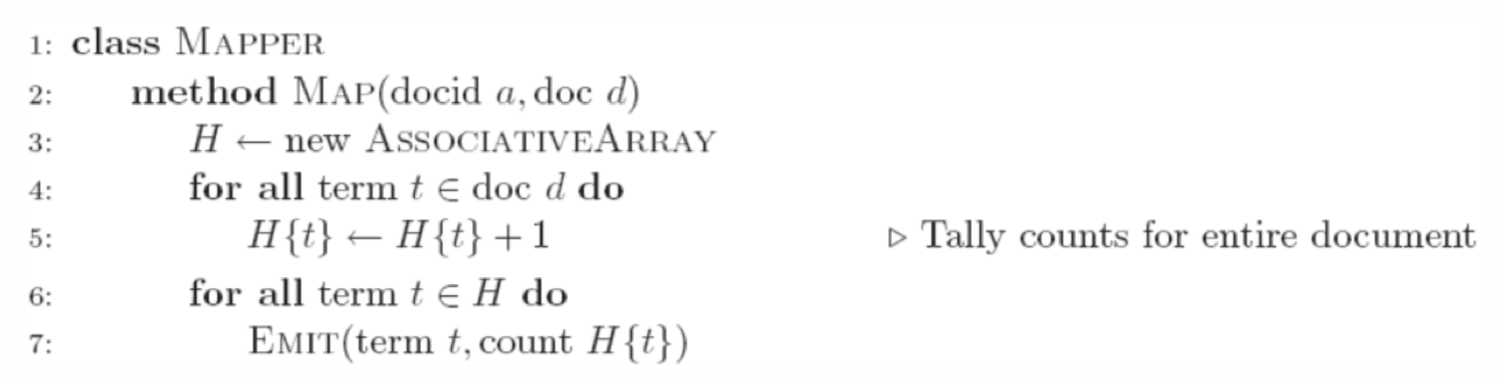 1: class MAPPER
2: method MAP(docid a, doc d)
3: H ← new ASSOCIATIVEARRAY
4: for all term t ∈ doc d do
5: H{t} ← H{t} + 1 ▷ Tally counts for entire document
6: for all term t ∈ H do
7: EMIT(term t, count H{t})